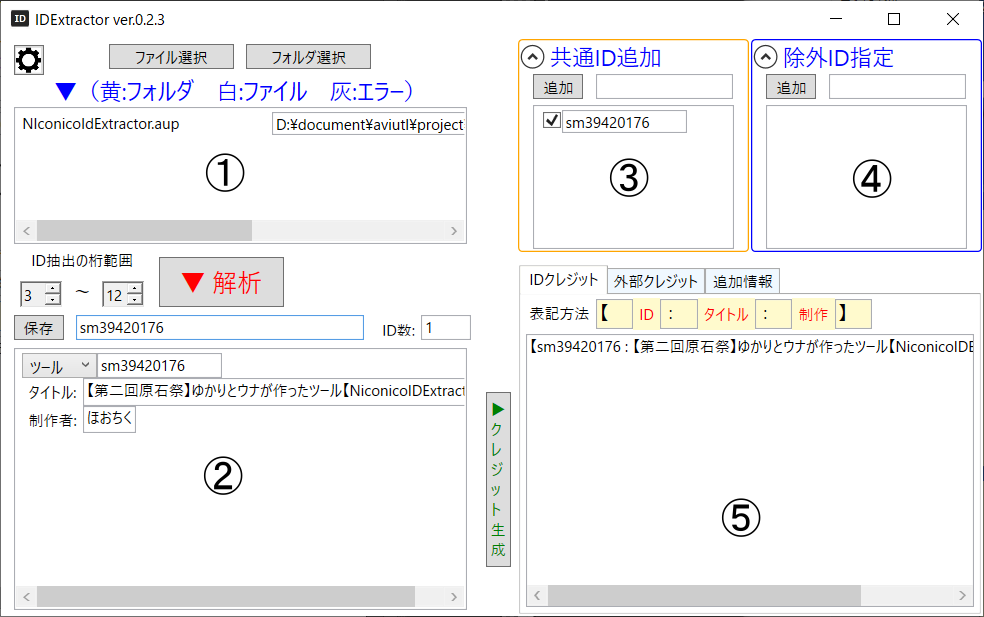 ID IDExtractor ver.0.2.3
ファイル選択 フォルダ選択
▼（黄:フォルダ 白:ファイル 灰:エラー）
NIconicoIdExtractor.aup D:¥document¥aviutl¥project
①
ID抽出の桁範囲
3 ～ 12 ▼ 解析
保存 sm39420176 ID数: 1
ツール sm39420176
タイトル: 【第二回原石祭】ゆかりとウナが作ったツール【NiconicoIDExtract
制作者: ほおちく
②
▶クレジット生成
共通ID追加
追加
sm39420176
③
除外ID指定
追加
④
IDクレジット 外部クレジット 追加情報
表記方法 【 ID : タイトル : 制作 】
【sm39420176 : 【第二回原石祭】ゆかりとウナが作ったツール【NiconicoIDE
⑤